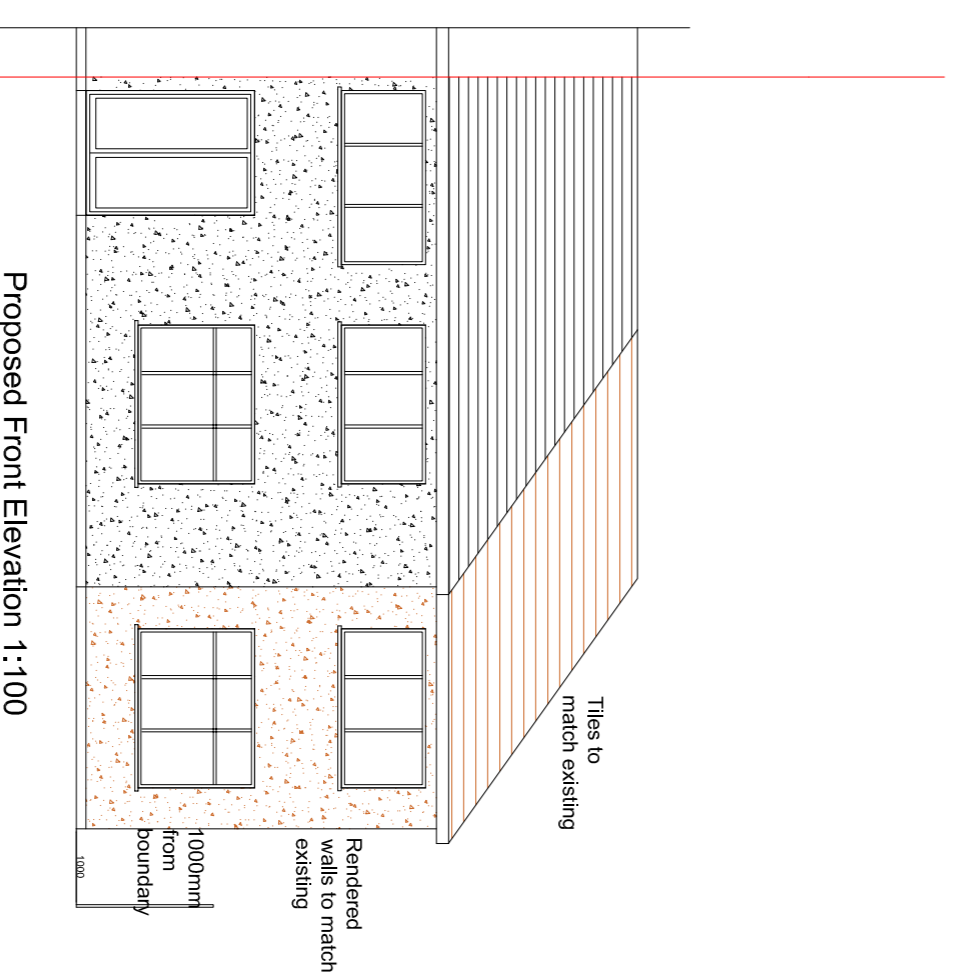 Tiles to
match existing
Rendered
walls to match
existing
1000mm
from
boundary
1000
Proposed Front Elevation 1:100